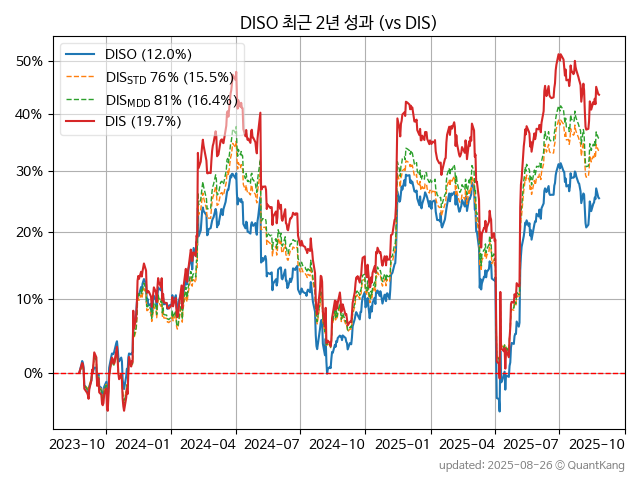 DISO 최근 2년 성과 (vs DIS)
DISO (12.0%)
DIS_STD 76% (15.5%)
DIS_MDD 81% (16.4%)
DIS (19.7%)
50%
40%
30%
20%
10%
0%
2023-10 2024-01 2024-04 2024-07 2024-10 2025-01 2025-04 2025-07 2025-10
updated: 2025-08-26 © QuantKang